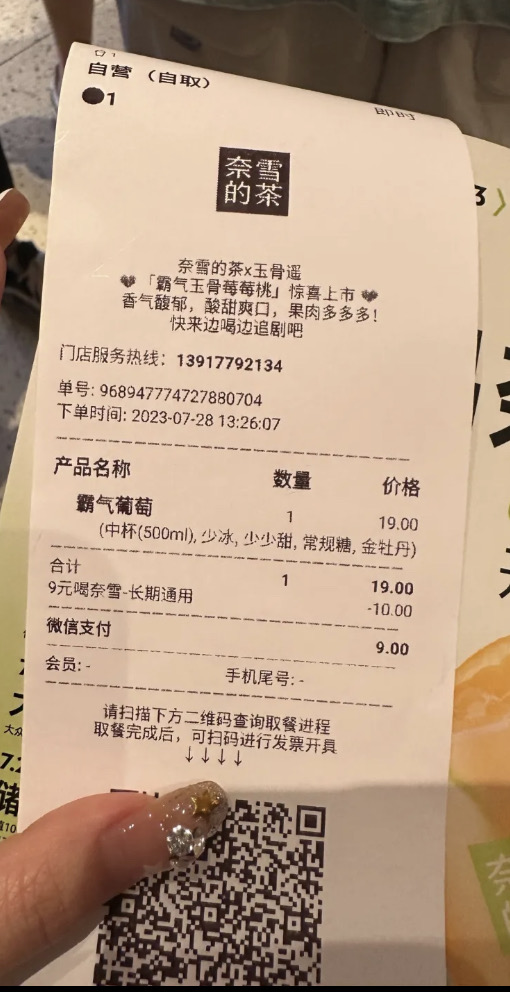 自营（自取）
1
即时
奈雪
的茶
奈雪的茶x玉骨遥
「霸气玉骨莓莓桃」惊喜上市
香气馥郁，酸甜爽口，果肉多多多！
快来边喝边追剧吧
门店服务热线：13917792134
单号: 968947774727880704
下单时间: 2023-07-28 13:26:07
产品名称 数量 价格
霸气葡萄 1 19.00
(中杯(500ml), 少冰, 少少甜, 常规糖, 金牡丹)
合计 1 19.00
9元喝奈雪-长期通用 -10.00
微信支付 9.00
会员: - 手机尾号: -
请扫描下方二维码查询取餐进程
取餐完成后，可扫码进行发票开具
↓↓↓↓